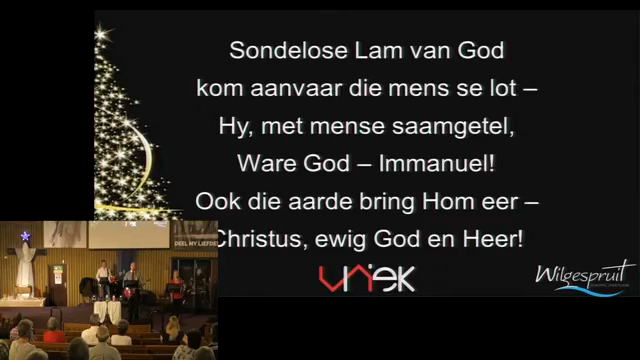 Sondelose Lam van God
kom aanvaar die mens se lot –
Hy, met mense saamgetel,
Ware God – Immanuel!
Ook die aarde bring Hom eer –
Christus, ewig God en Heer!
DEEL MY LIEFDE
uniek
Wilgespruit